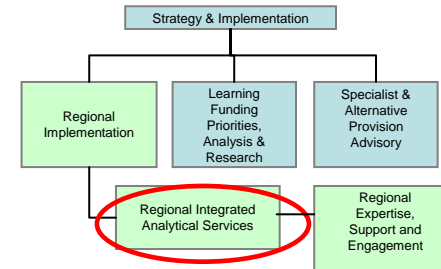 Strategy & Implementation
Regional
Implementation
Learning
Funding
Priorities,
Analysis &
Research
Specialist &
Alternative
Provision
Advisory
Regional Integrated
Analytical Services
Regional
Expertise,
Support and
Engagement